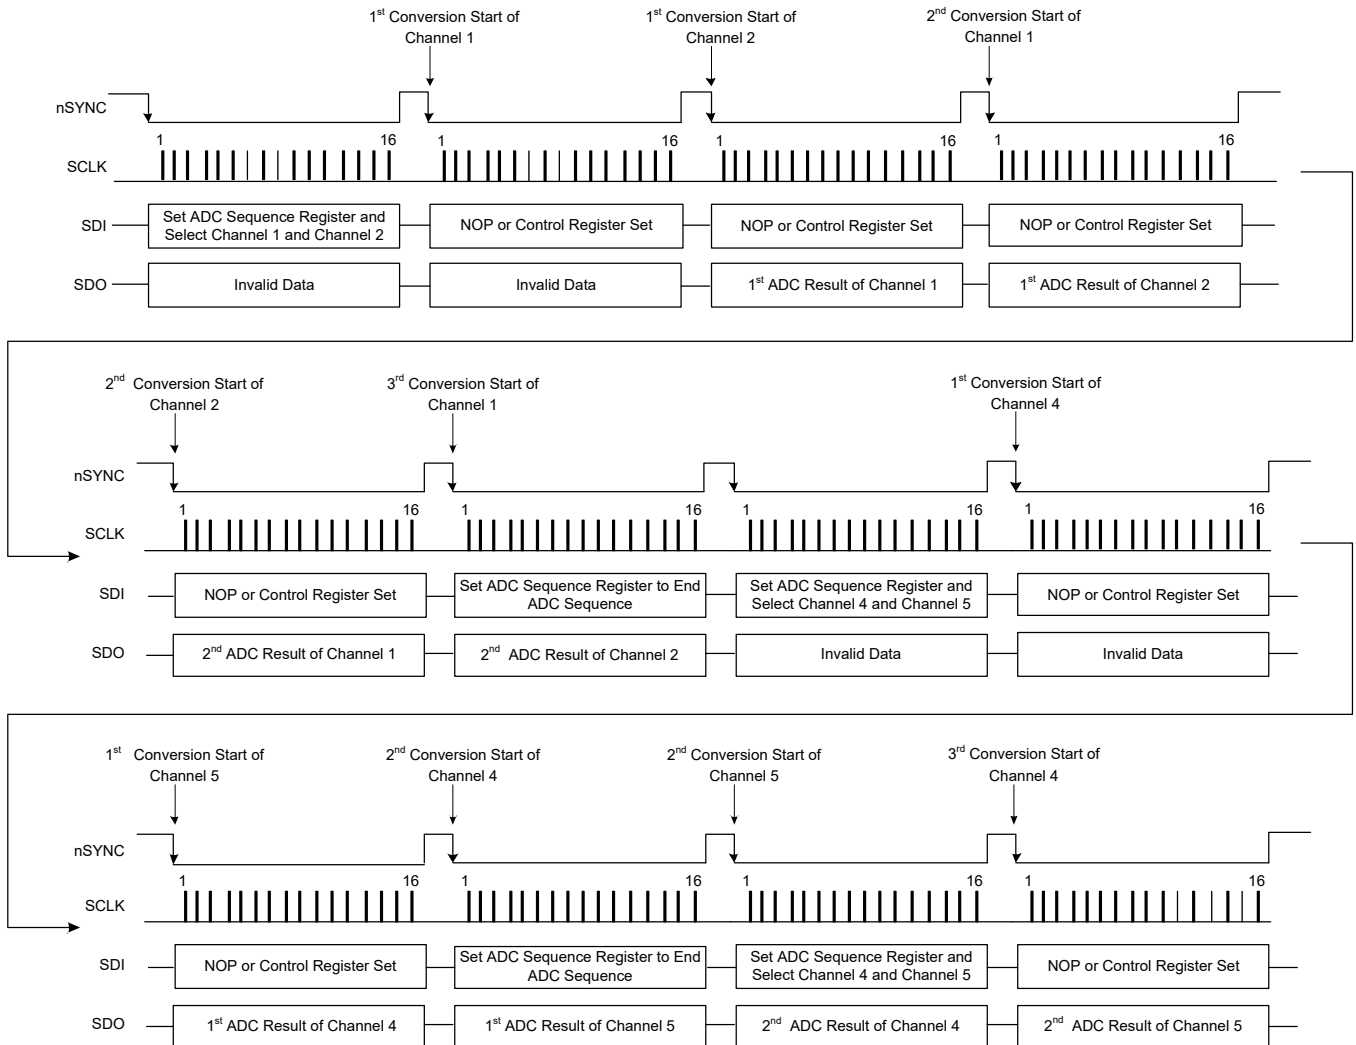 1st Conversion Start of
Channel 1
1st Conversion Start of
Channel 2
2nd Conversion Start of
Channel 1
nSYNC
1 16 1 16 1 16 1 16
SCLK
SDI
Set ADC Sequence Register and
Select Channel 1 and Channel 2
NOP or Control Register Set
NOP or Control Register Set
NOP or Control Register Set
SDO
Invalid Data
Invalid Data
1st ADC Result of Channel 1
1st ADC Result of Channel 2
2nd Conversion Start of
Channel 2
3rd Conversion Start of
Channel 1
1st Conversion Start of
Channel 4
nSYNC
1 16 1 16 1 16 1 16
SCLK
SDI
NOP or Control Register Set
Set ADC Sequence Register to End
ADC Sequence
Set ADC Sequence Register and
Select Channel 4 and Channel 5
NOP or Control Register Set
SDO
2nd ADC Result of Channel 1
2nd ADC Result of Channel 2
Invalid Data
Invalid Data
1st Conversion Start of
Channel 5
2nd Conversion Start of
Channel 4
2nd Conversion Start of
Channel 5
3rd Conversion Start of
Channel 4
nSYNC
1 16 1 16 1 16 1 16
SCLK
SDI
NOP or Control Register Set
Set ADC Sequence Register to End
ADC Sequence
Set ADC Sequence Register and
Select Channel 4 and Channel 5
NOP or Control Register Set
SDO
1st ADC Result of Channel 4
1st ADC Result of Channel 5
2nd ADC Result of Channel 4
2nd ADC Result of Channel 5